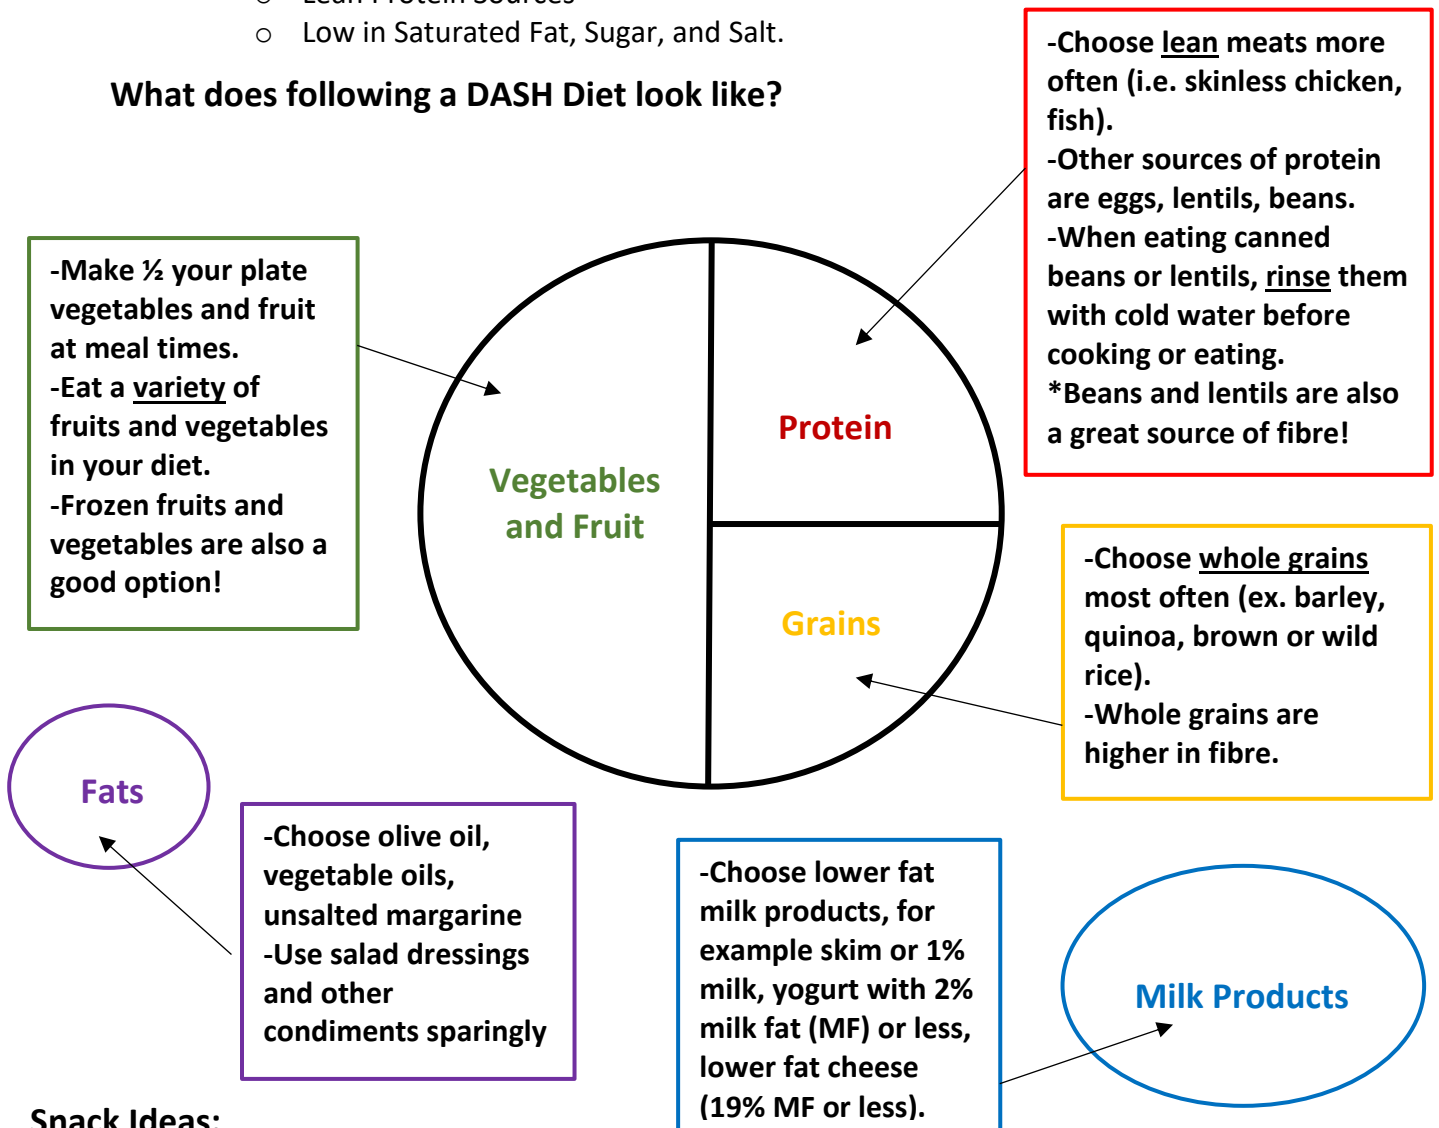 o Lean Protein Sources
o Low in Saturated Fat, Sugar, and Salt.
What does following a DASH Diet look like?
-Choose lean meats more
often (i.e. skinless chicken,
fish).
-Other sources of protein
are eggs, lentils, beans.
-When eating canned
beans or lentils, rinse them
with cold water before
cooking or eating.
*Beans and lentils are also
a great source of fibre!
-Make ½ your plate
vegetables and fruit
at meal times.
-Eat a variety of
fruits and vegetables
in your diet.
-Frozen fruits and
vegetables are also a
good option!
Protein
Vegetables
and Fruit
Grains
-Choose whole grains
most often (ex. barley,
quinoa, brown or wild
rice).
-Whole grains are
higher in fibre.
Fats
-Choose olive oil,
vegetable oils,
unsalted margarine
-Use salad dressings
and other
condiments sparingly
-Choose lower fat
milk products, for
example skim or 1%
milk, yogurt with 2%
milk fat (MF) or less,
lower fat cheese
(19% MF or less).
Milk Products
Snack Ideas: